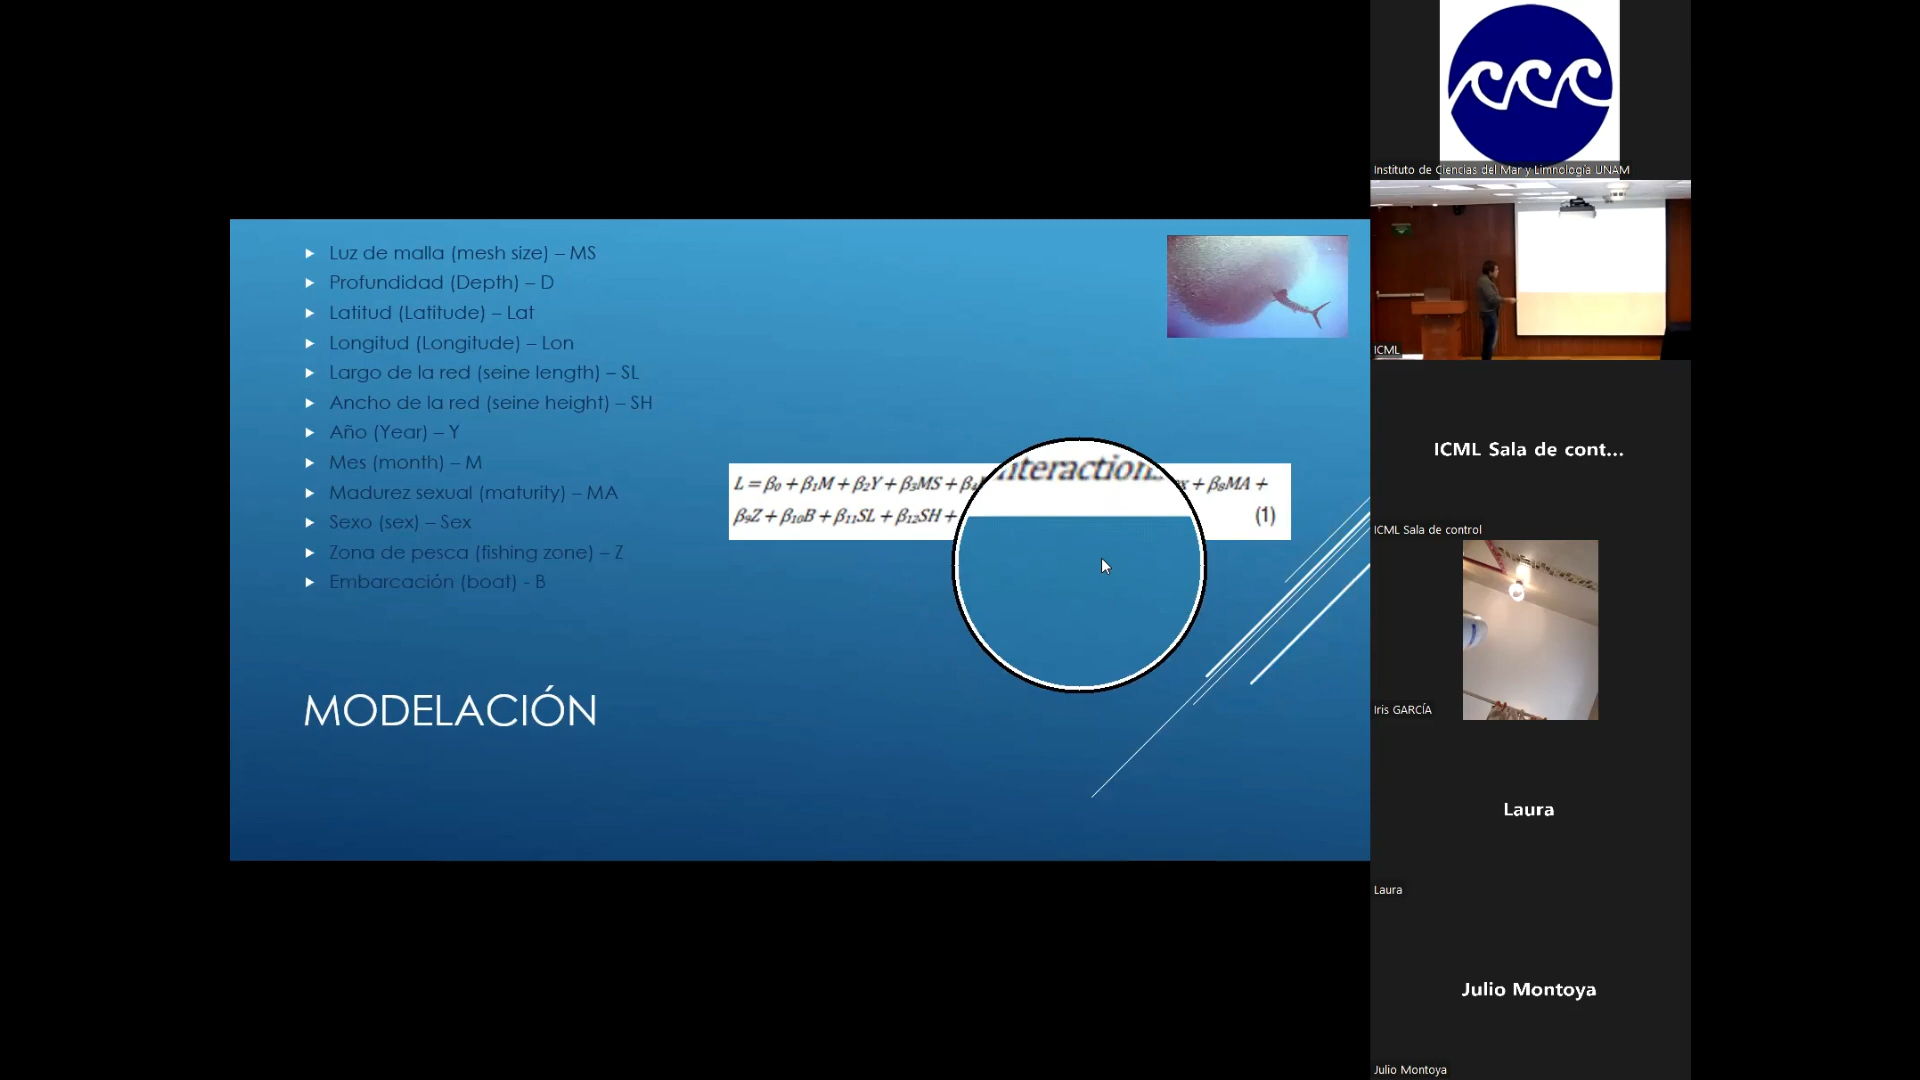 Luz de malla (mesh size) – MS
Profundidad (Depth) – D
Latitud (Latitude) – Lat
Longitud (Longitude) – Lon
Largo de la red (seine length) – SL
Ancho de la red (seine height) – SH
Año (Year) – Y
Mes (month) – M
Madurez sexual (maturity) – MA
Sexo (sex) – Sex
Zona de pesca (fishing zone) – Z
Embarcación (boat) - B
L = β₀ + β₁M + β₂Y + β₃MS + β₄ + β₈MA +
β₉Z + β₁₀B + β₁₁SL + β₁₂SH + (1)
MODELACIÓN
Instituto de Ciencias del Mar y Limnología UNAM
ICML
ICML Sala de cont...
ICML Sala de control
Iris GARCÍA
Laura
Laura
Julio Montoya
Julio Montoya